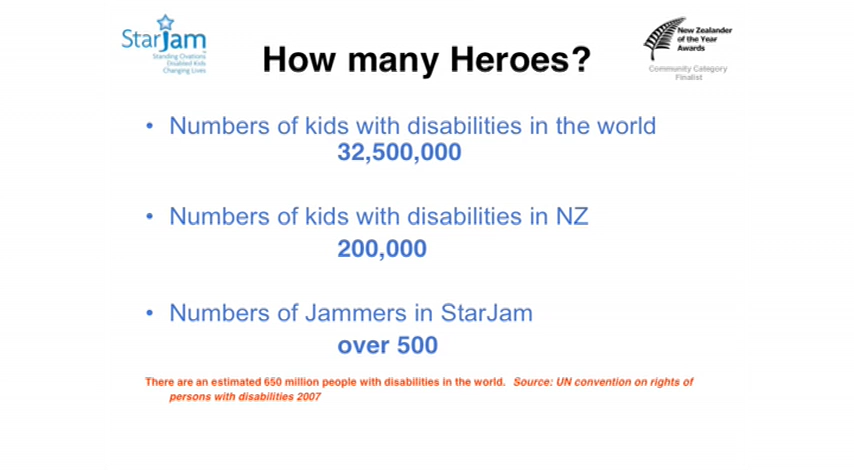 StarJam
Standing Ovations
Disabled Kids
Changing Lives
How many Heroes?
New Zealander
of the Year
Awards
Community Category
Finalist
• Numbers of kids with disabilities in the world
32,500,000
• Numbers of kids with disabilities in NZ
200,000
• Numbers of Jammers in StarJam
over 500
There are an estimated 650 million people with disabilities in the world. Source: UN convention on rights of
persons with disabilities 2007